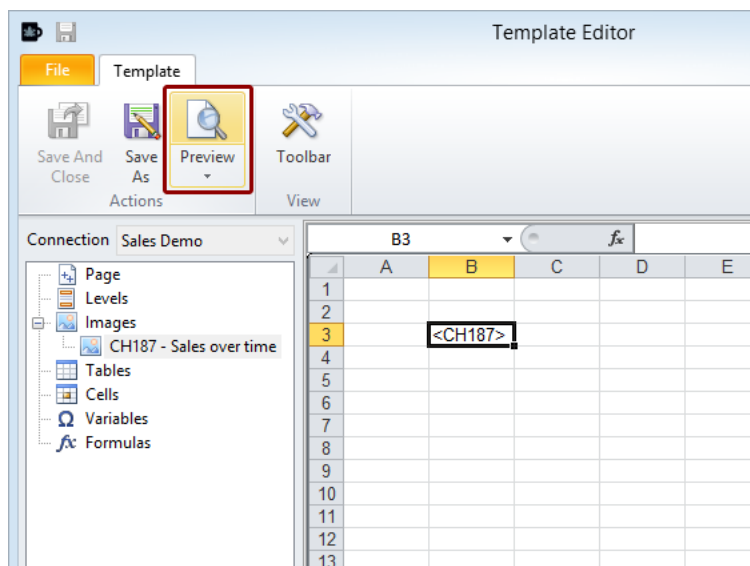 Template Editor
File Template
Save And Close
Save As
Preview
Toolbar
Actions
View
Connection Sales Demo
B3
fx
Page
Levels
Images
CH187 - Sales over time
Tables
Cells
Ω Variables
fx Formulas
A B C D E
1
2
3 <CH187>
4
5
6
7
8
9
10
11
12
13